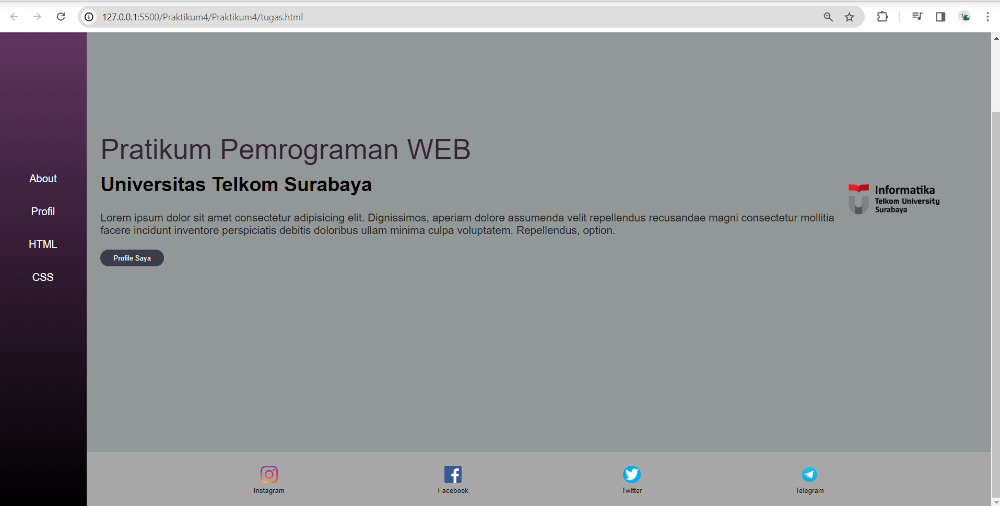 127.0.0.1:5500/Praktikum4/Praktikum4/tugas.html
About
Profil
HTML
CSS
Pratikum Pemrograman WEB
Universitas Telkom Surabaya
Lorem ipsum dolor sit amet consectetur adipisicing elit. Dignissimos, aperiam dolore assumenda velit repellendus recusandae magni consectetur mollitia
facere incidunt inventore perspiciatis debitis doloribus ullam minima culpa voluptatem. Repellendus, option.
Profile Saya
Informatika
Telkom University
Surabaya
Instagram
Facebook
Twitter
Telegram